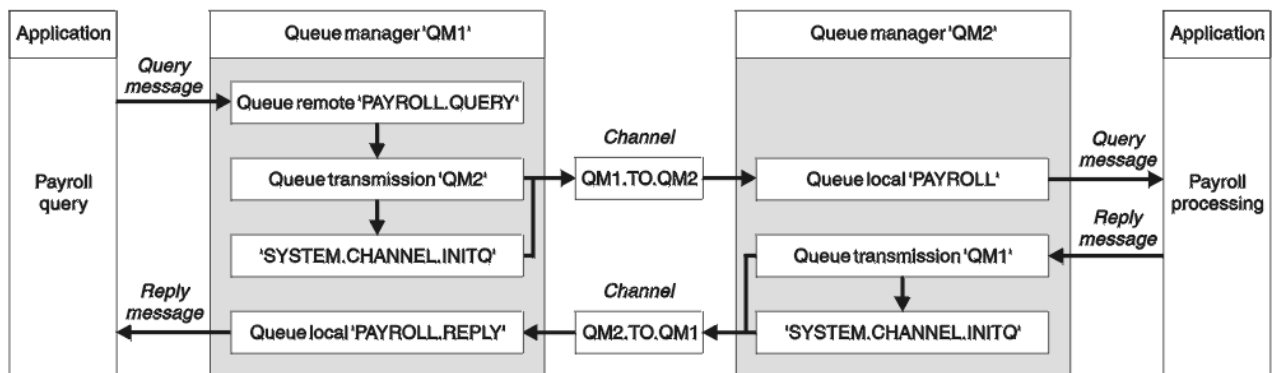 Application
Queue manager 'QM1'
Queue manager 'QM2'
Application
Query
message
Queue remote 'PAYROLL.QUERY'
Channel
Query
message
Payroll
query
Queue transmission 'QM2'
QM1.TO.QM2
Queue local 'PAYROLL'
Payroll
processing
Reply
message
'SYSTEM.CHANNEL.INITQ'
Queue transmission 'QM1'
Reply
message
Channel
Queue local 'PAYROLL.REPLY'
QM2.TO.QM1
'SYSTEM.CHANNEL.INITQ'